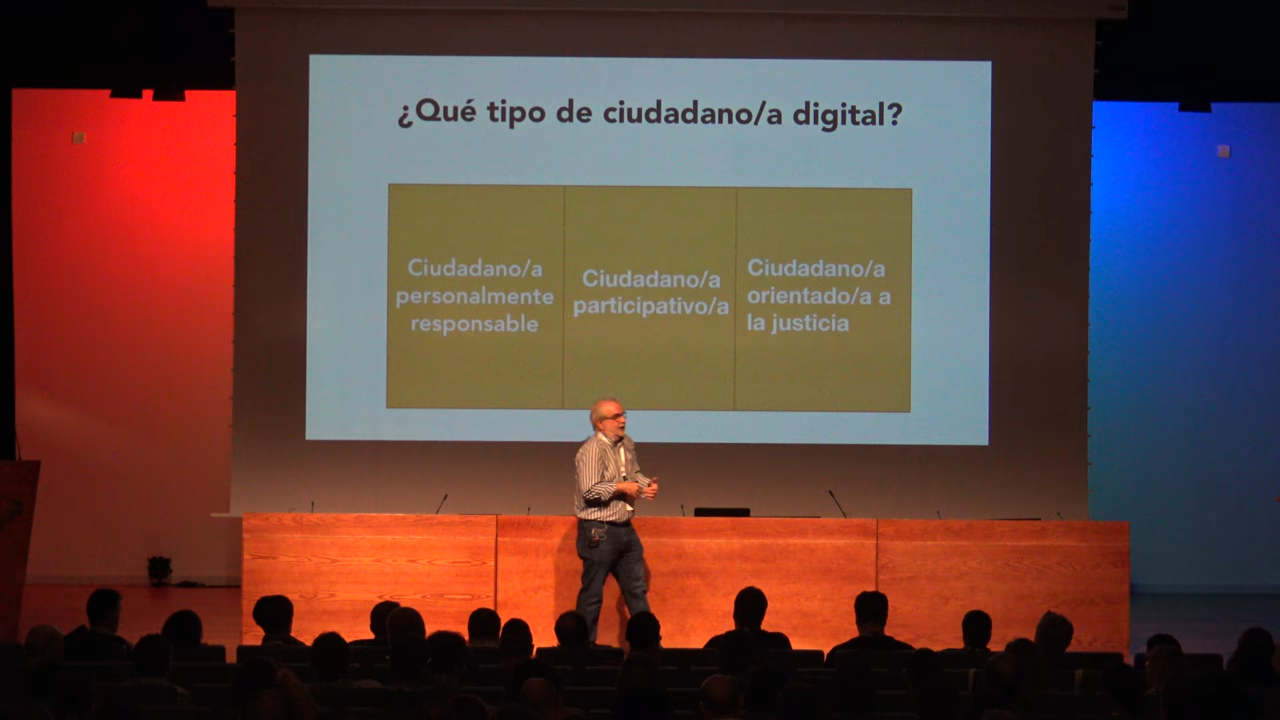 ¿Qué tipo de ciudadano/a digital?
Ciudadano/a
personalmente
responsable
Ciudadano/a
participativo/a
Ciudadano/a
orientado/a a
la justicia